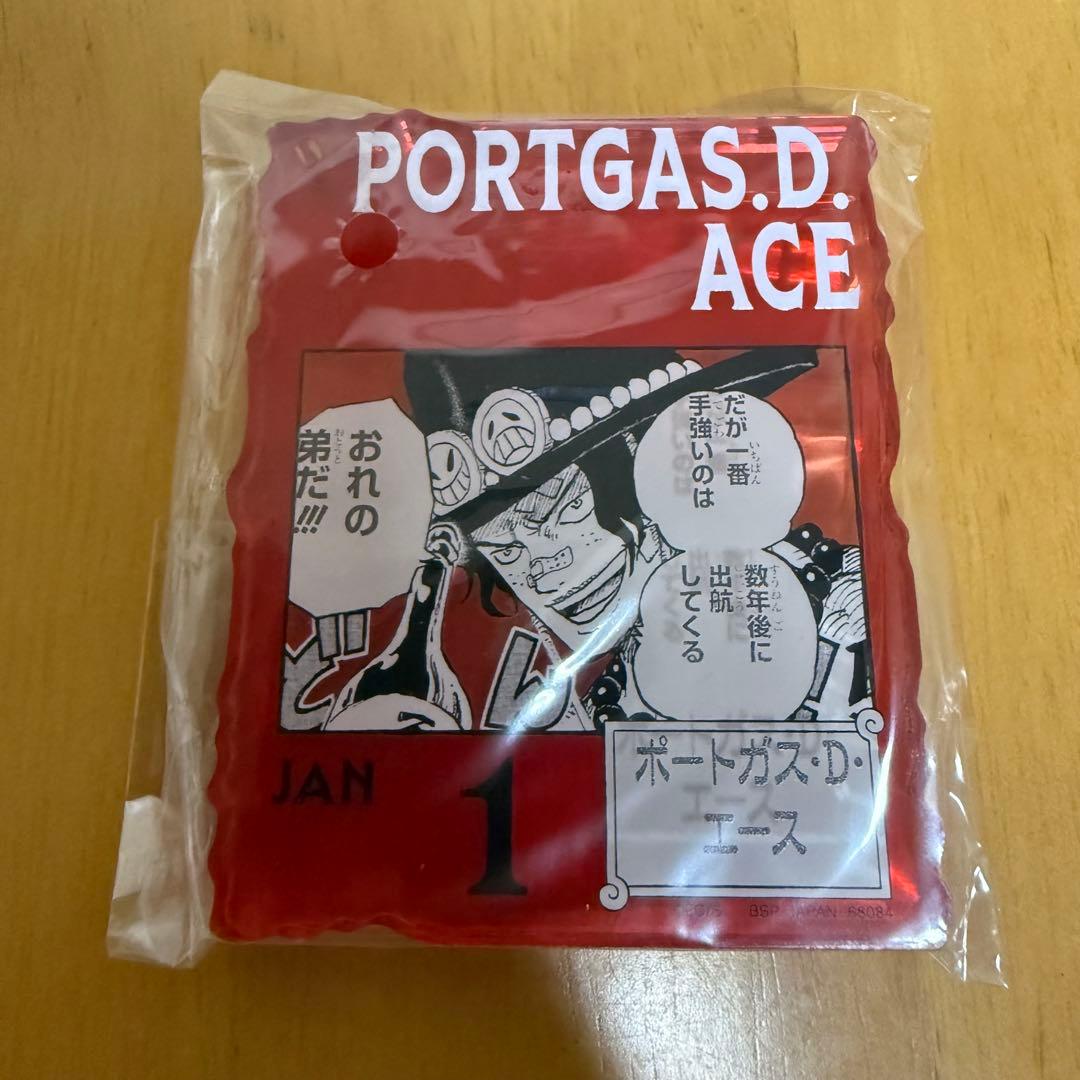 PORTGAS.D.
ACE
だが一番
手強いのは
数年後に
出航
してくる
おれの
弟だ!!!
JAN
1
ポートガス・D・
エース
BSP JAPAN 68084